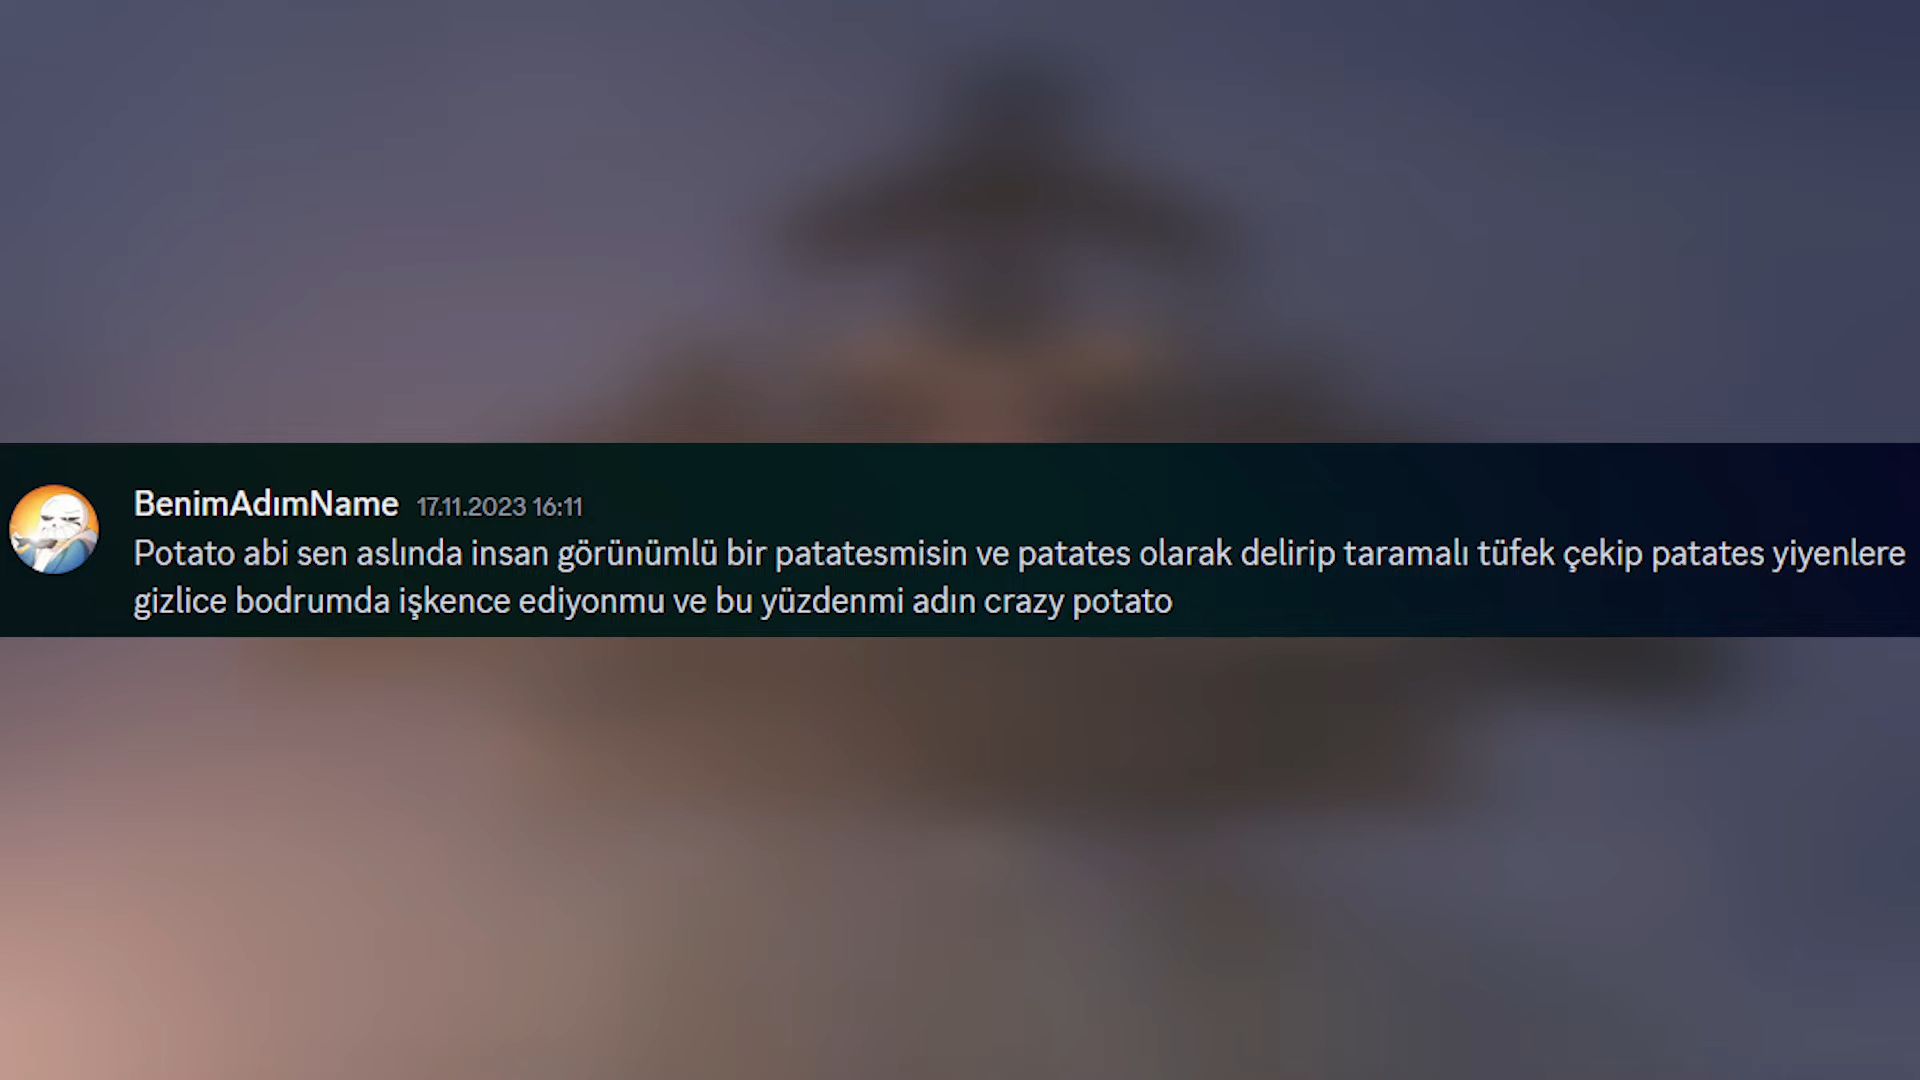 BenimAdımName 17.11.2023 16:11
Potato abi sen aslında insan görünümlü bir patatesmisin ve patates olarak delirip taramalı tüfek çekip patates yiyenlere
gizlice bodrumda işkence ediyonmu ve bu yüzdenmi adın crazy potato